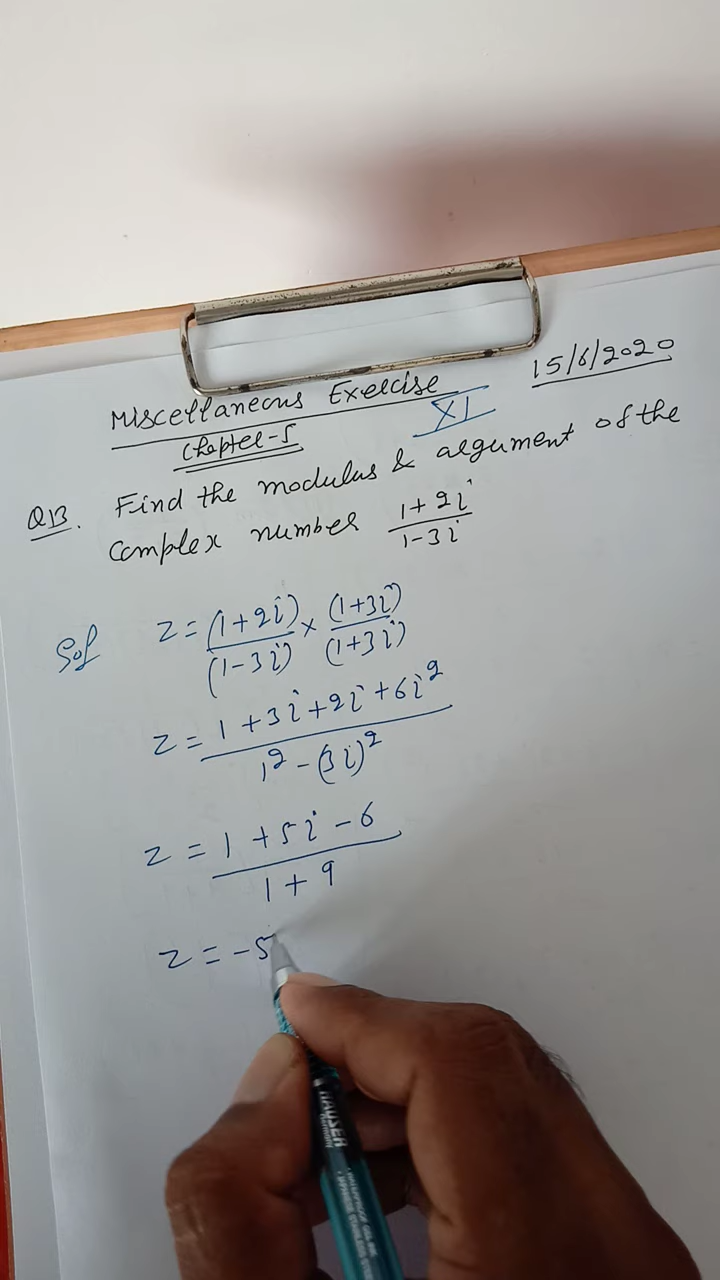 Miscellaneous Exercise
XI
15/6/2020
Chapter-5
Q13. Find the modulus & argument of the
complex number (1+2i)/(1-3i)
Sol z = (1+2i)/(1-3i) × (1+3i)/(1+3i)
z = (1+3i+2i+6i²)/(1²-(3i)²)
z = (1+5i-6)/(1+9)
z = -5
HAUSER
Germany